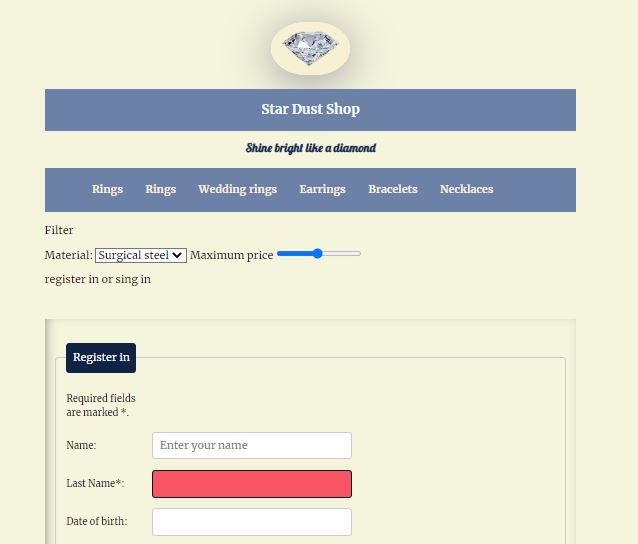 Star Dust Shop
Shine bright like a diamond
Rings Rings Wedding rings Earrings Bracelets Necklaces
Filter
Material: Surgical steel Maximum price
register in or sing in
Register in
Required fields
are marked *.
Name: Enter your name
Last Name*:
Date of birth: